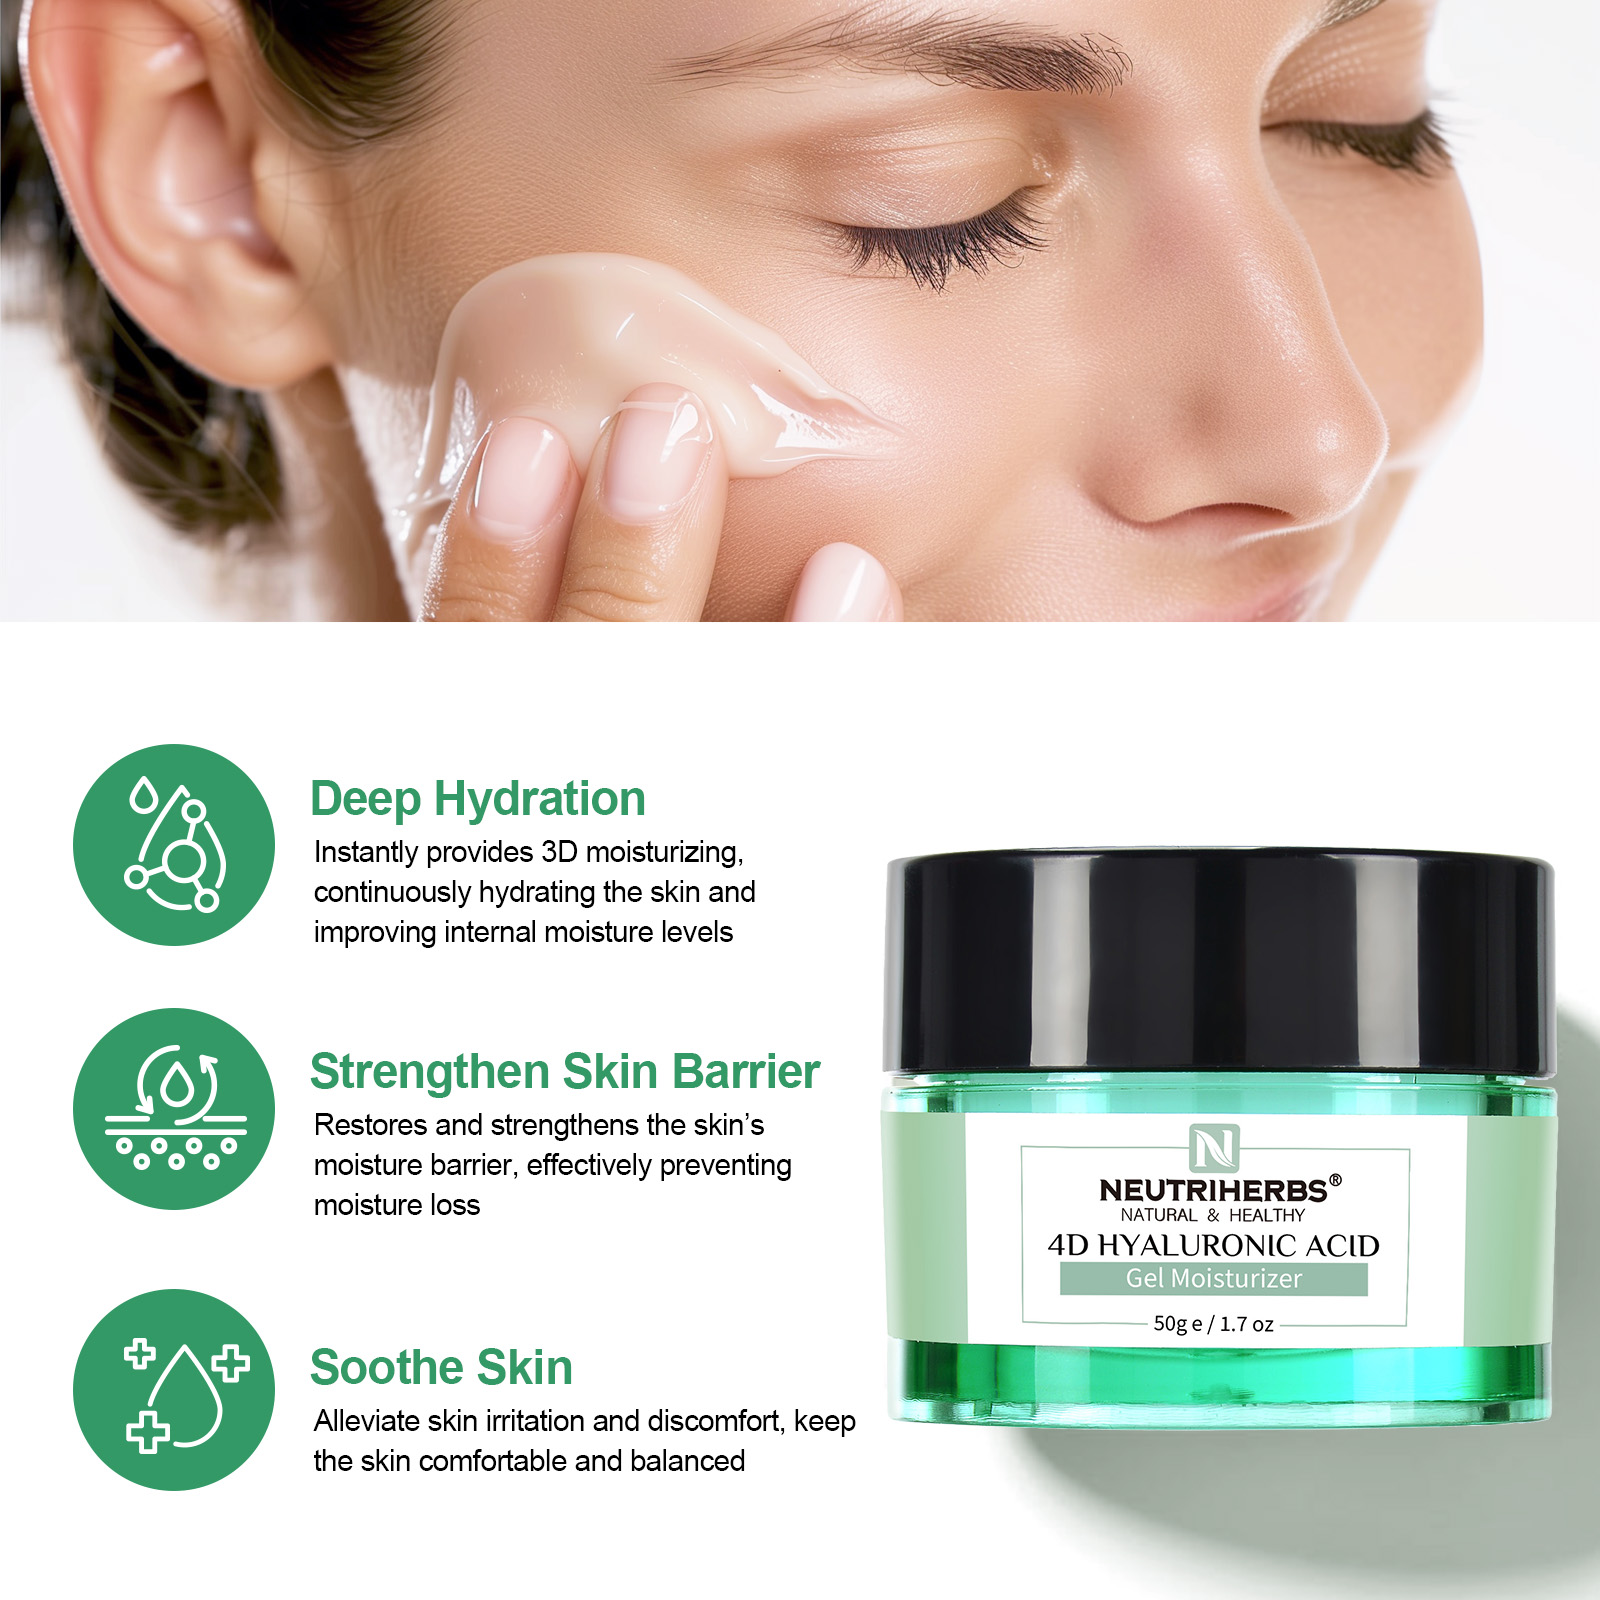 Deep Hydration
Instantly provides 3D moisturizing,
continuously hydrating the skin and
improving internal moisture levels
Strengthen Skin Barrier
Restores and strengthens the skin’s
moisture barrier, effectively preventing
moisture loss
Soothe Skin
Alleviate skin irritation and discomfort, keep
the skin comfortable and balanced
N
NEUTRIHERBS®
NATURAL & HEALTHY
4D HYALURONIC ACID
Gel Moisturizer
50g e / 1.7 oz